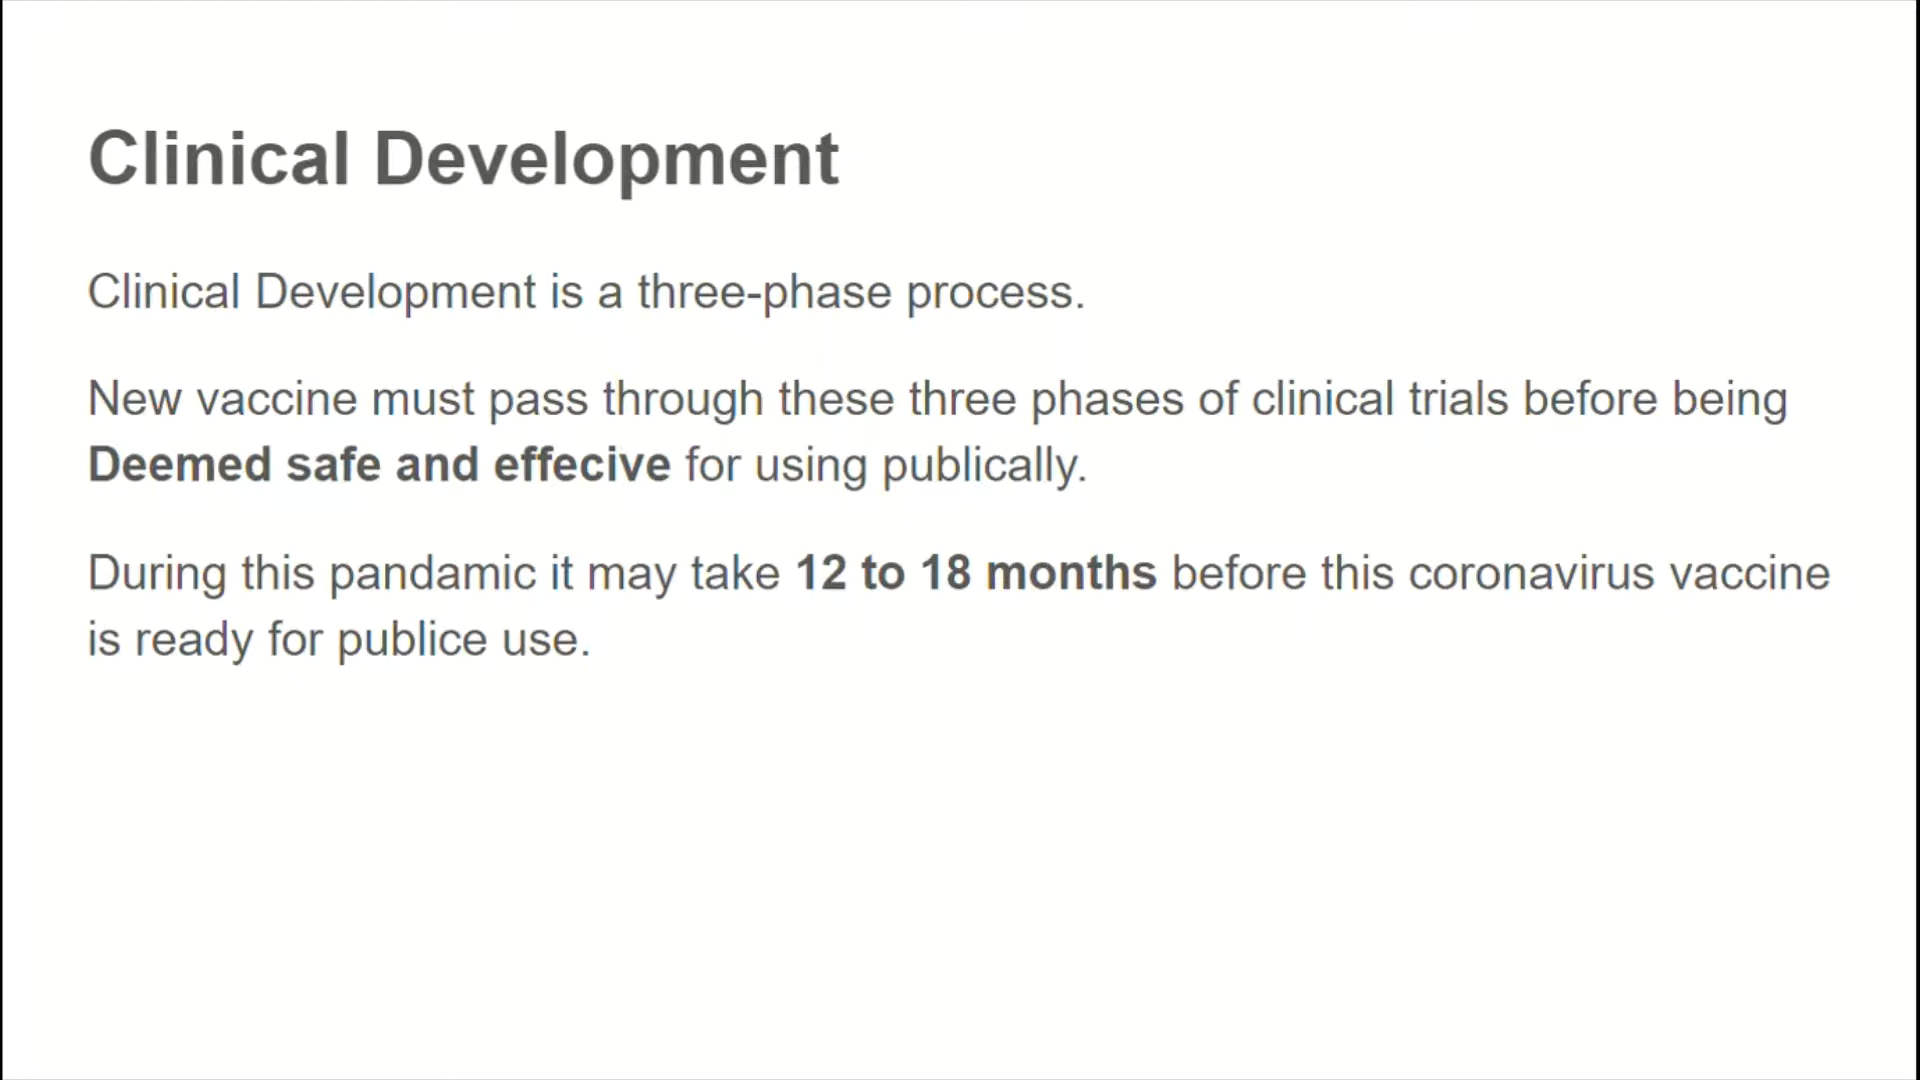 Clinical Development
Clinical Development is a three-phase process.
New vaccine must pass through these three phases of clinical trials before being
Deemed safe and effecive for using publically.
During this pandamic it may take 12 to 18 months before this coronavirus vaccine
is ready for publice use.